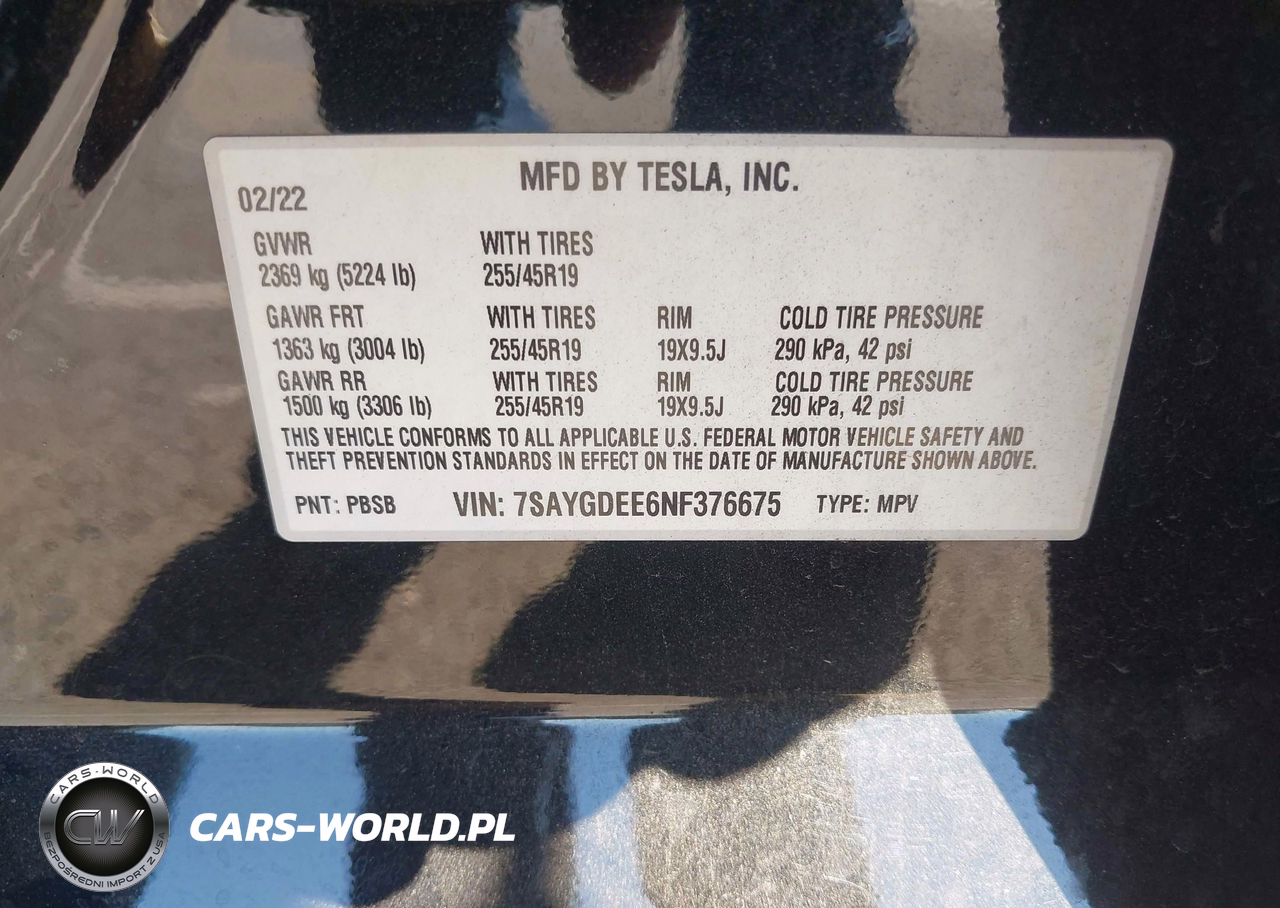 MFD BY TESLA, INC.
02/22
GVWR WITH TIRES
2369 kg (5224 lb) 255/45R19
GAWR FRT WITH TIRES RIM COLD TIRE PRESSURE
1363 kg (3004 lb) 255/45R19 19X9.5J 290 kPa, 42 psi
GAWR RR WITH TIRES RIM COLD TIRE PRESSURE
1500 kg (3306 lb) 255/45R19 19X9.5J 290 kPa, 42 psi
THIS VEHICLE CONFORMS TO ALL APPLICABLE U.S. FEDERAL MOTOR VEHICLE SAFETY AND
THEFT PREVENTION STANDARDS IN EFFECT ON THE DATE OF MANUFACTURE SHOWN ABOVE.
PNT: PBSB VIN: 7SAYGDEE6NF376675 TYPE: MPV
CARS-WORLD
CW
BEZPOŚREDNI IMPORT Z USA
CARS-WORLD.PL